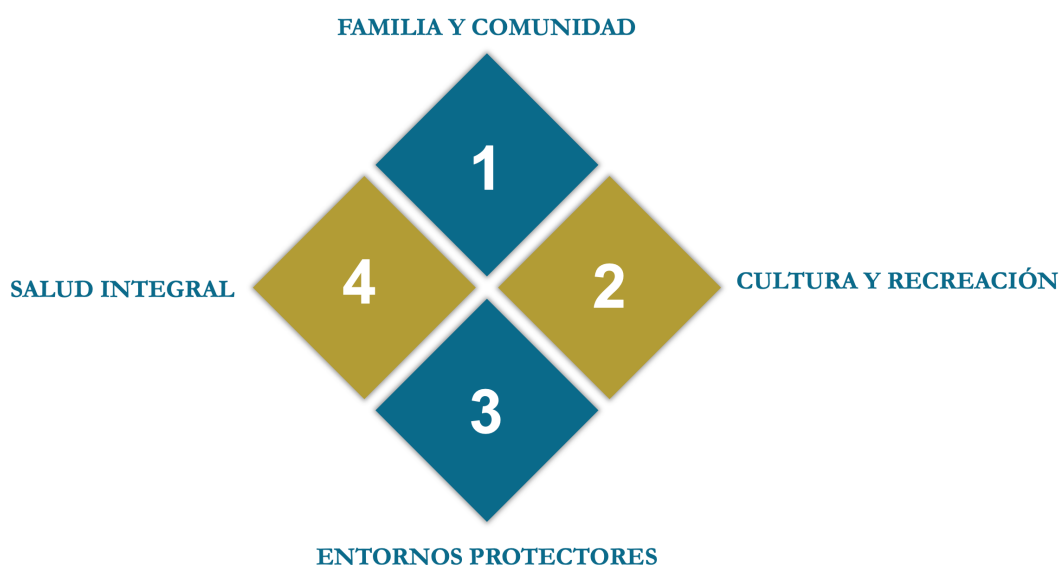 FAMILIA Y COMUNIDAD
1
4
2
SALUD INTEGRAL
CULTURA Y RECREACIÓN
3
ENTORNOS PROTECTORES